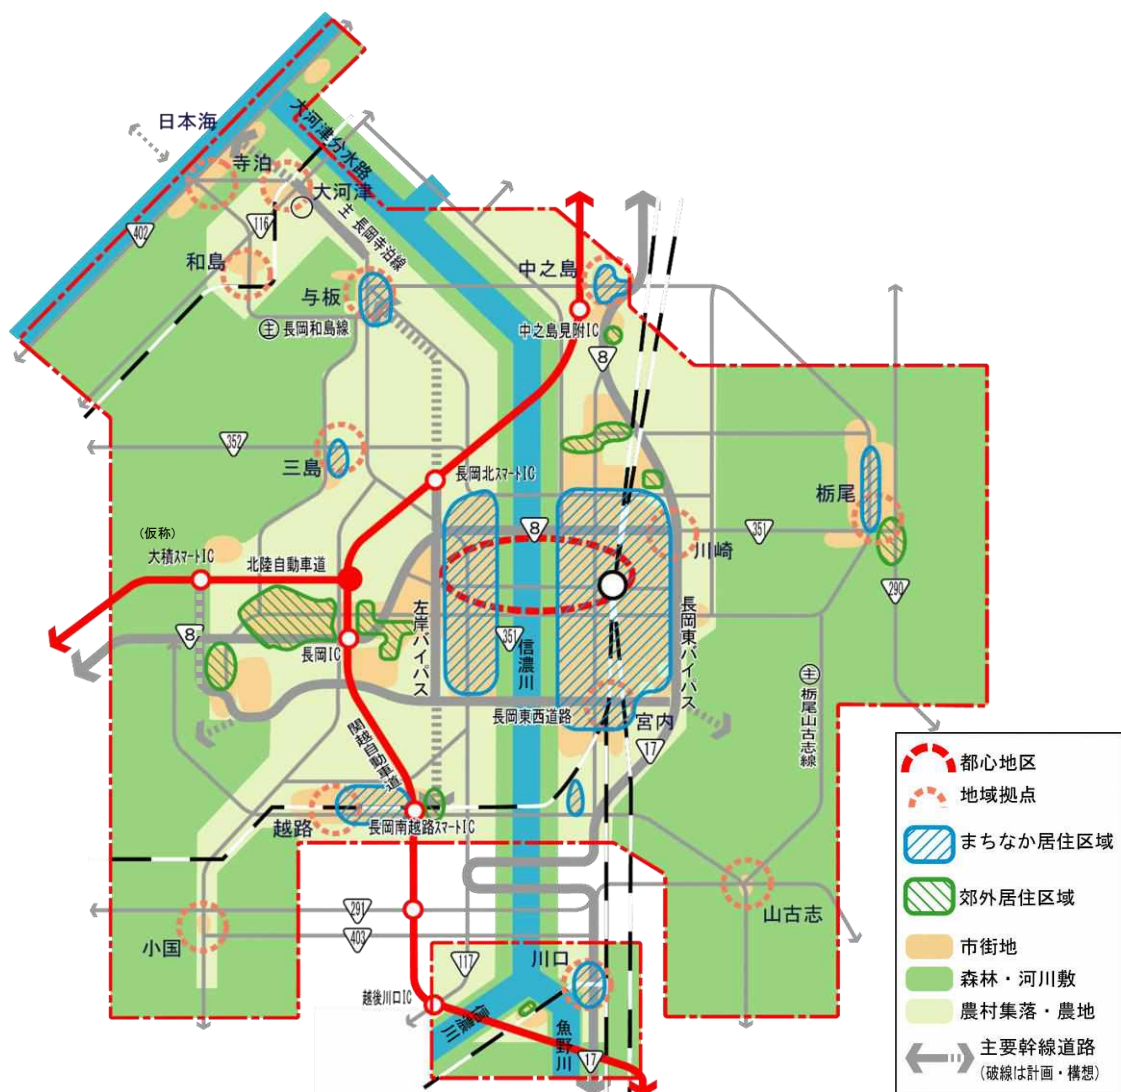 日本海
大河津分水路
寺泊
大河津
402
116
主 長岡寺泊線
和島
中之島
与板
主 長岡和島線
中之島見附IC
8
352
三島
長岡北スマートIC
栃尾
(仮称)
大積スマートIC
北陸自動車道
8
川崎
351
290
8
長岡IC
左岸バイパス
351
信濃川
長岡東バイパス
主 栃尾山古志線
長岡東西道路
宮内
17
関越自動車道
越路
長岡南越路スマートIC
山古志
小国
291
403
117
川口
越後川口IC
信濃川
魚野川
17
都心地区
地域拠点
まちなか居住区域
郊外居住区域
市街地
森林・河川敷
農村集落・農地
主要幹線道路
(破線は計画・構想)